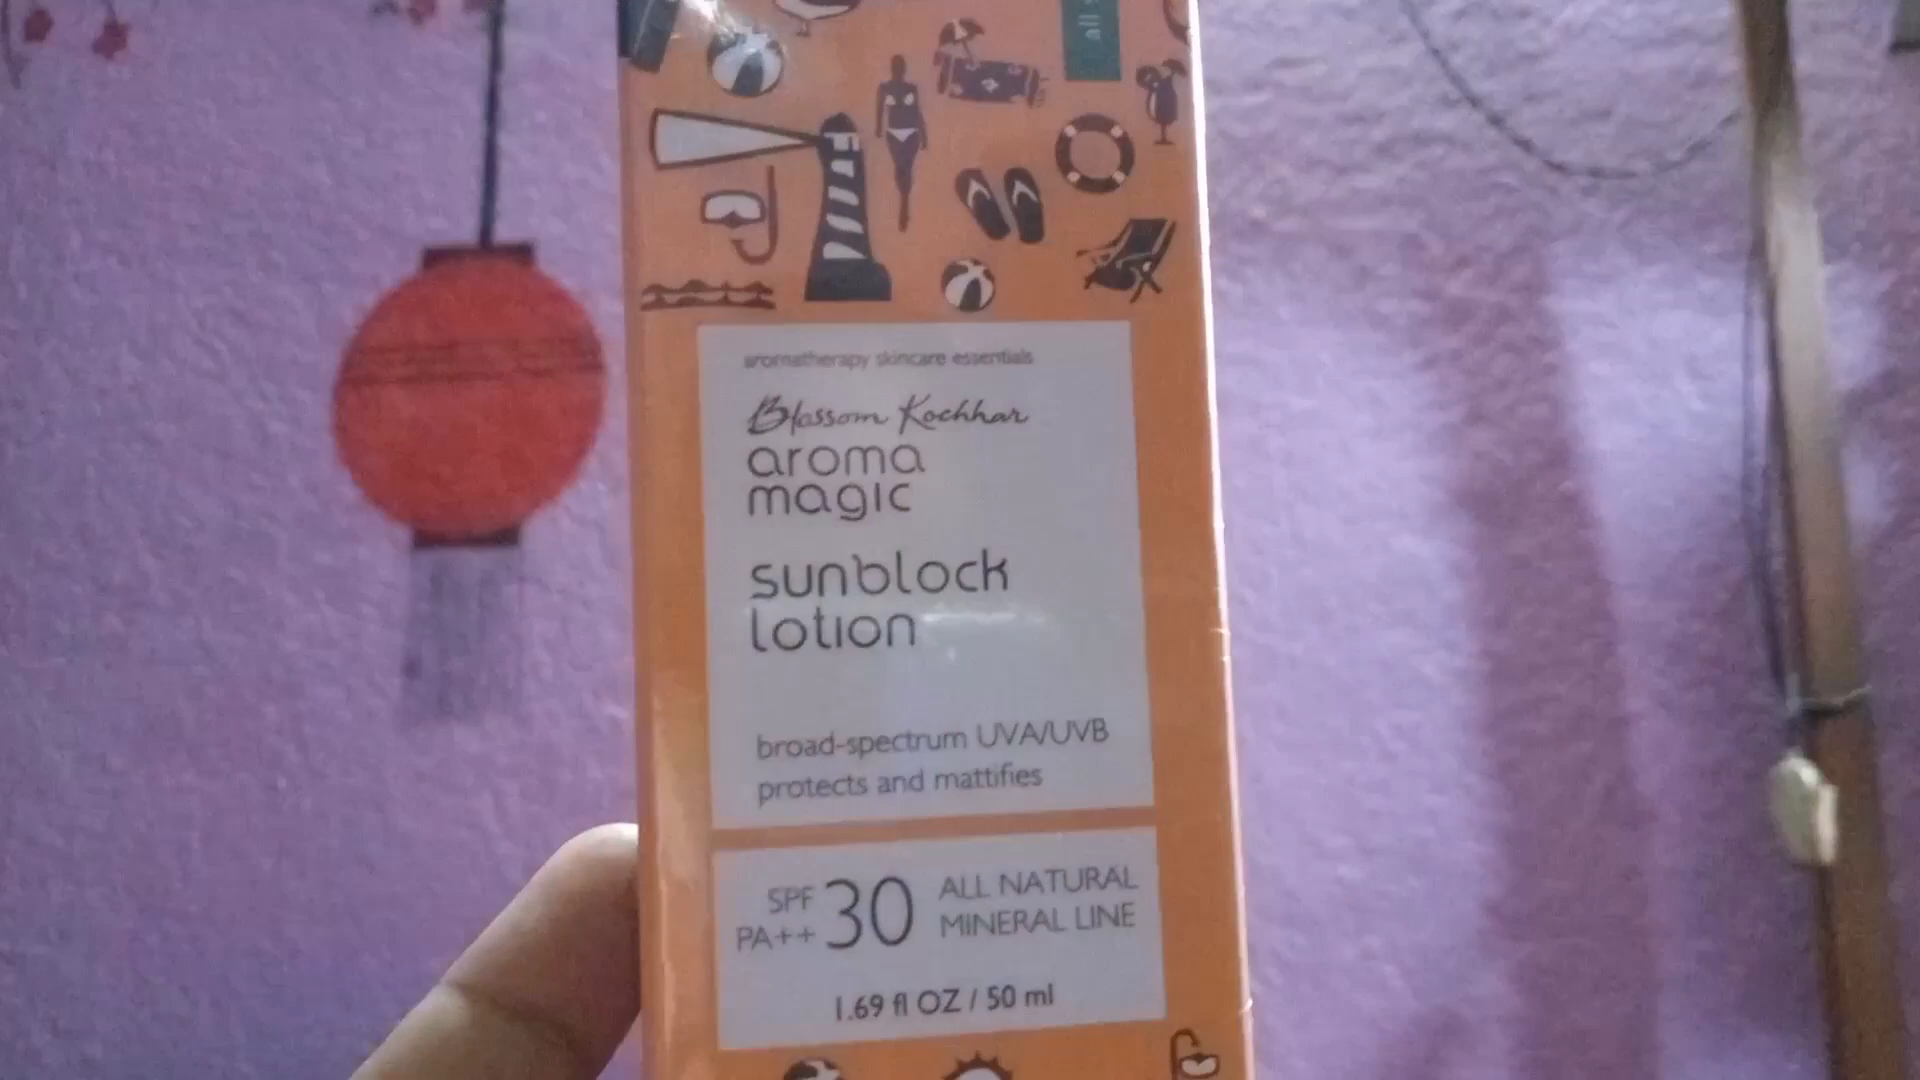 all
aromatherapy skincare essentials
Blossom Kochhar
aroma
magic
sunblock
lotion
broad-spectrum UVA/UVB
protects and mattifies
SPF
PA++
30
ALL NATURAL
MINERAL LINE
1.69 fl OZ / 50 ml